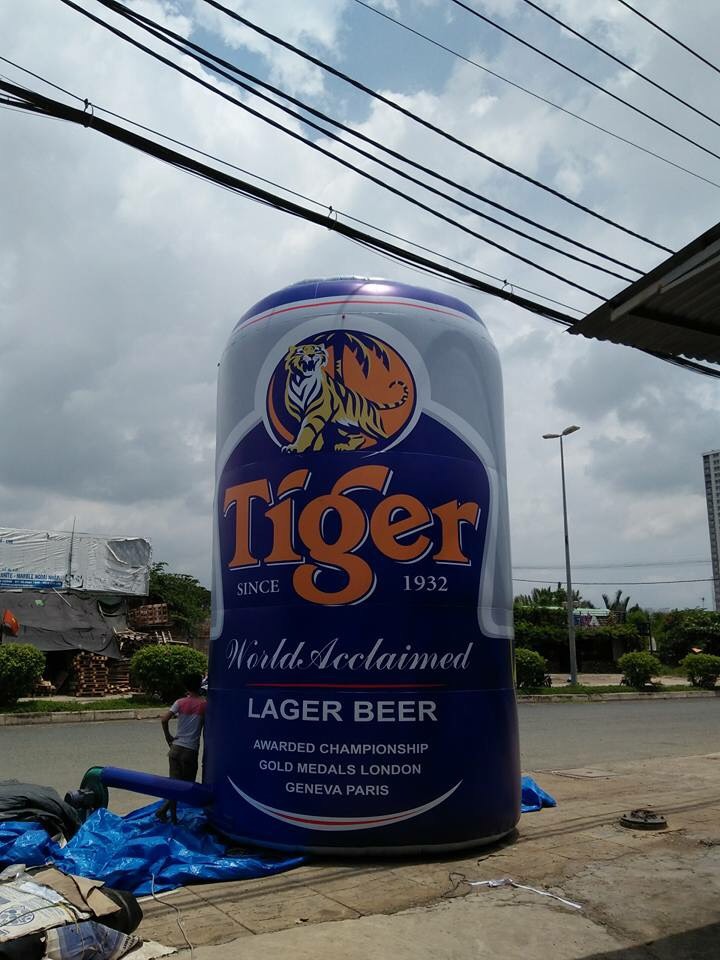 Tiger
SINCE 1932
World Acclaimed
LAGER BEER
AWARDED CHAMPIONSHIP
GOLD MEDALS LONDON
GENEVA PARIS